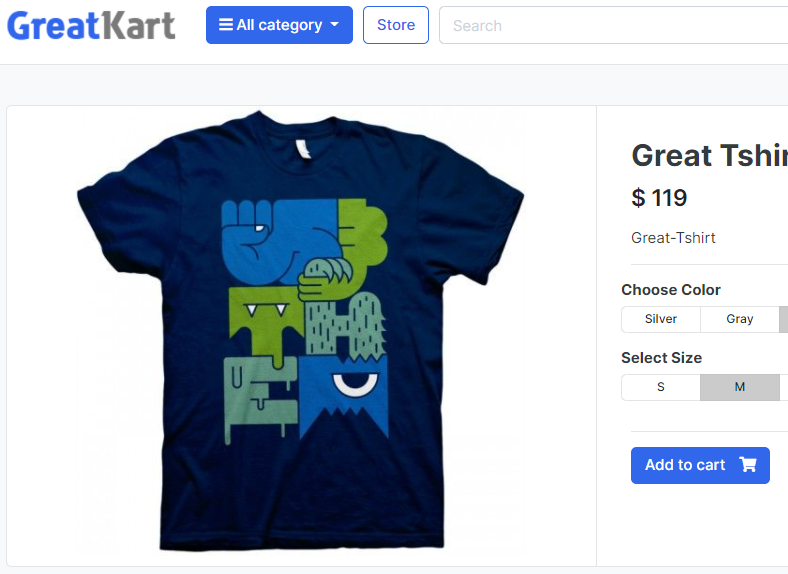 GreatKart
All category
Store
Search
Great Tshir
$ 119
Great-Tshirt
Choose Color
Silver
Gray
Select Size
S
M
Add to cart